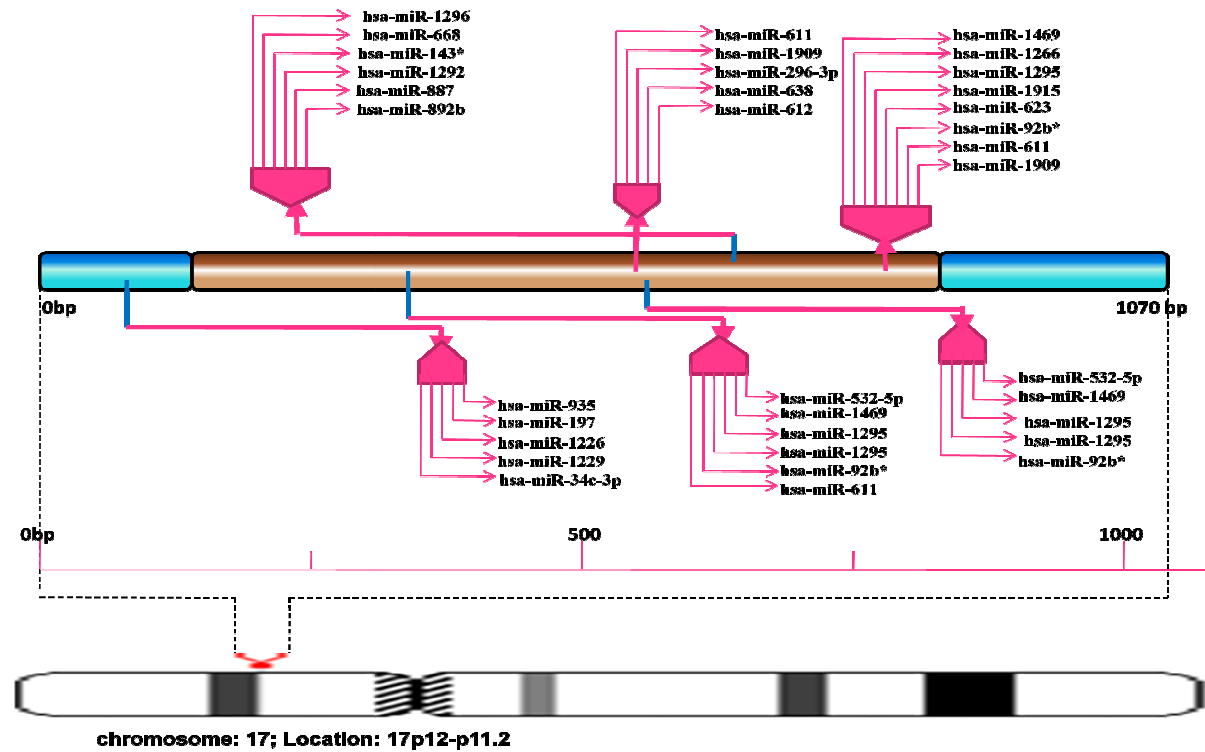 hsa-miR-1296
hsa-miR-668
hsa-miR-143*
hsa-miR-1292
hsa-miR-887
hsa-miR-892b
hsa-miR-611
hsa-miR-1909
hsa-miR-296-3p
hsa-miR-638
hsa-miR-612
hsa-miR-1469
hsa-miR-1266
hsa-miR-1295
hsa-miR-1915
hsa-miR-623
hsa-miR-92b*
hsa-miR-611
hsa-miR-1909
0bp
1070 bp
hsa-miR-935
hsa-miR-197
hsa-miR-1226
hsa-miR-1229
hsa-miR-34c-3p
hsa-miR-532-5p
hsa-miR-1469
hsa-miR-1295
hsa-miR-1295
hsa-miR-92b*
hsa-miR-611
hsa-miR-532-5p
hsa-miR-1469
hsa-miR-1295
hsa-miR-1295
hsa-miR-92b*
0bp
500
1000
chromosome: 17; Location: 17p12-p11.2